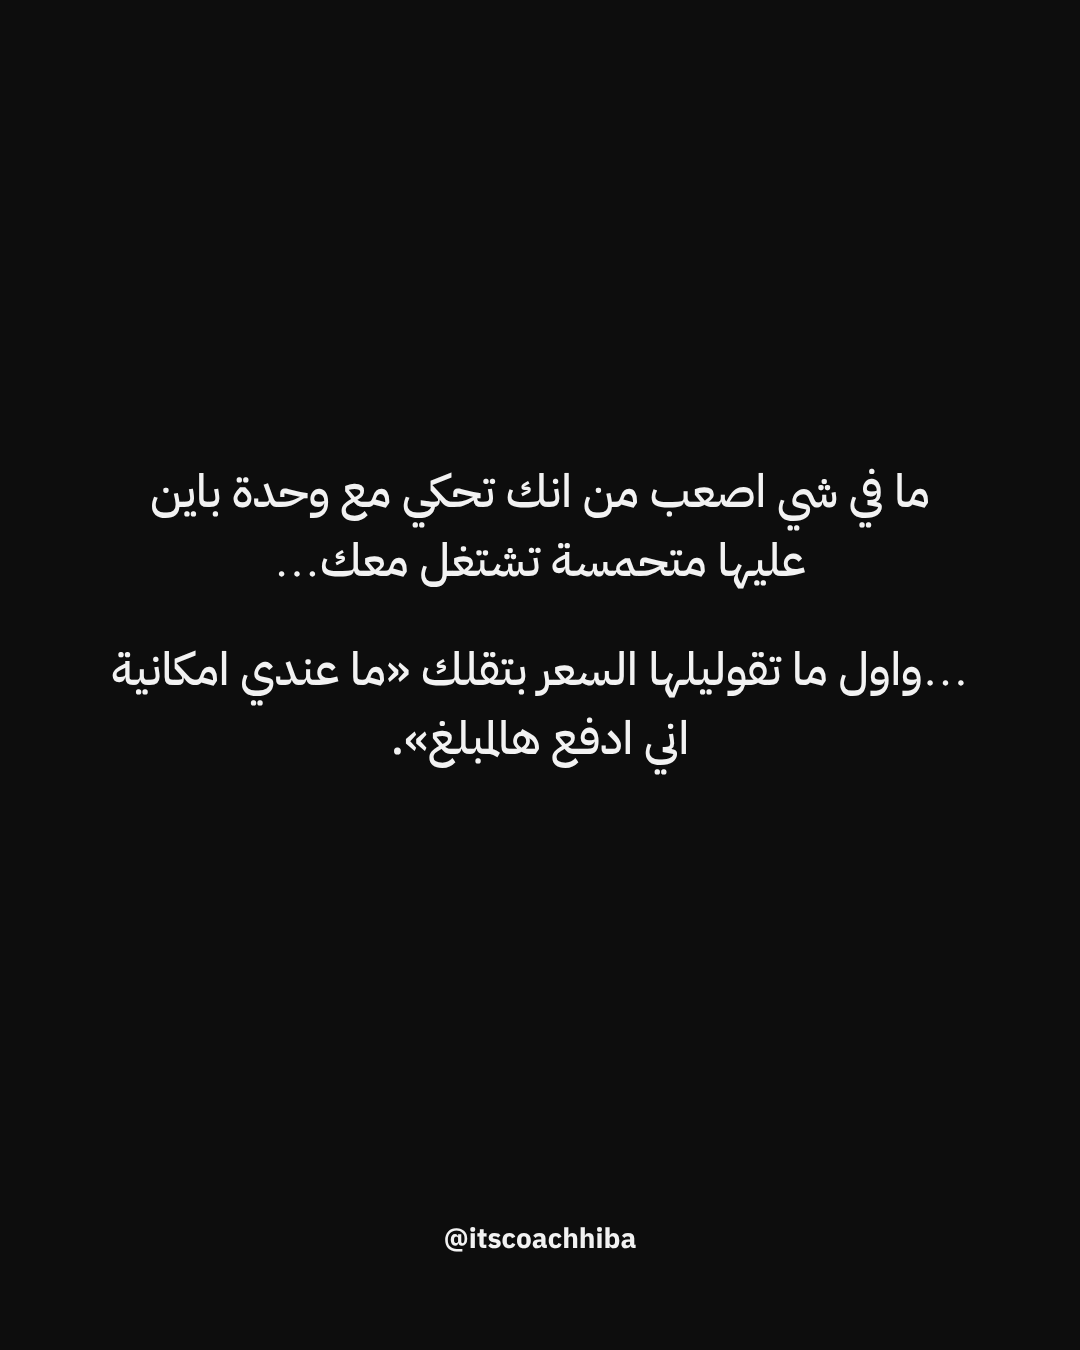 ما في شي اصعب من انك تحكي مع وحدة باين
عليها متحمسة تشتغل معك...
...واول ما تقوليلها السعر بتقلك «ما عندي امكانية
اني ادفع هالمبلغ».
@itscoachhiba